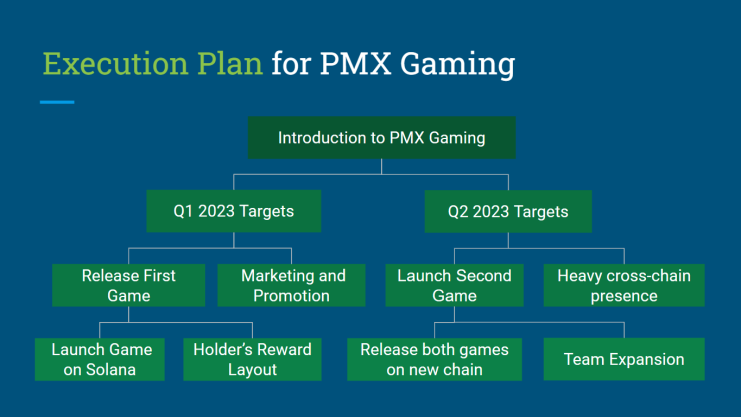 Execution Plan for PMX Gaming
Introduction to PMX Gaming
Q1 2023 Targets
Q2 2023 Targets
Release First
Game
Marketing and
Promotion
Launch Second
Game
Heavy cross-chain
presence
Launch Game
on Solana
Holder’s Reward
Layout
Release both games
on new chain
Team Expansion